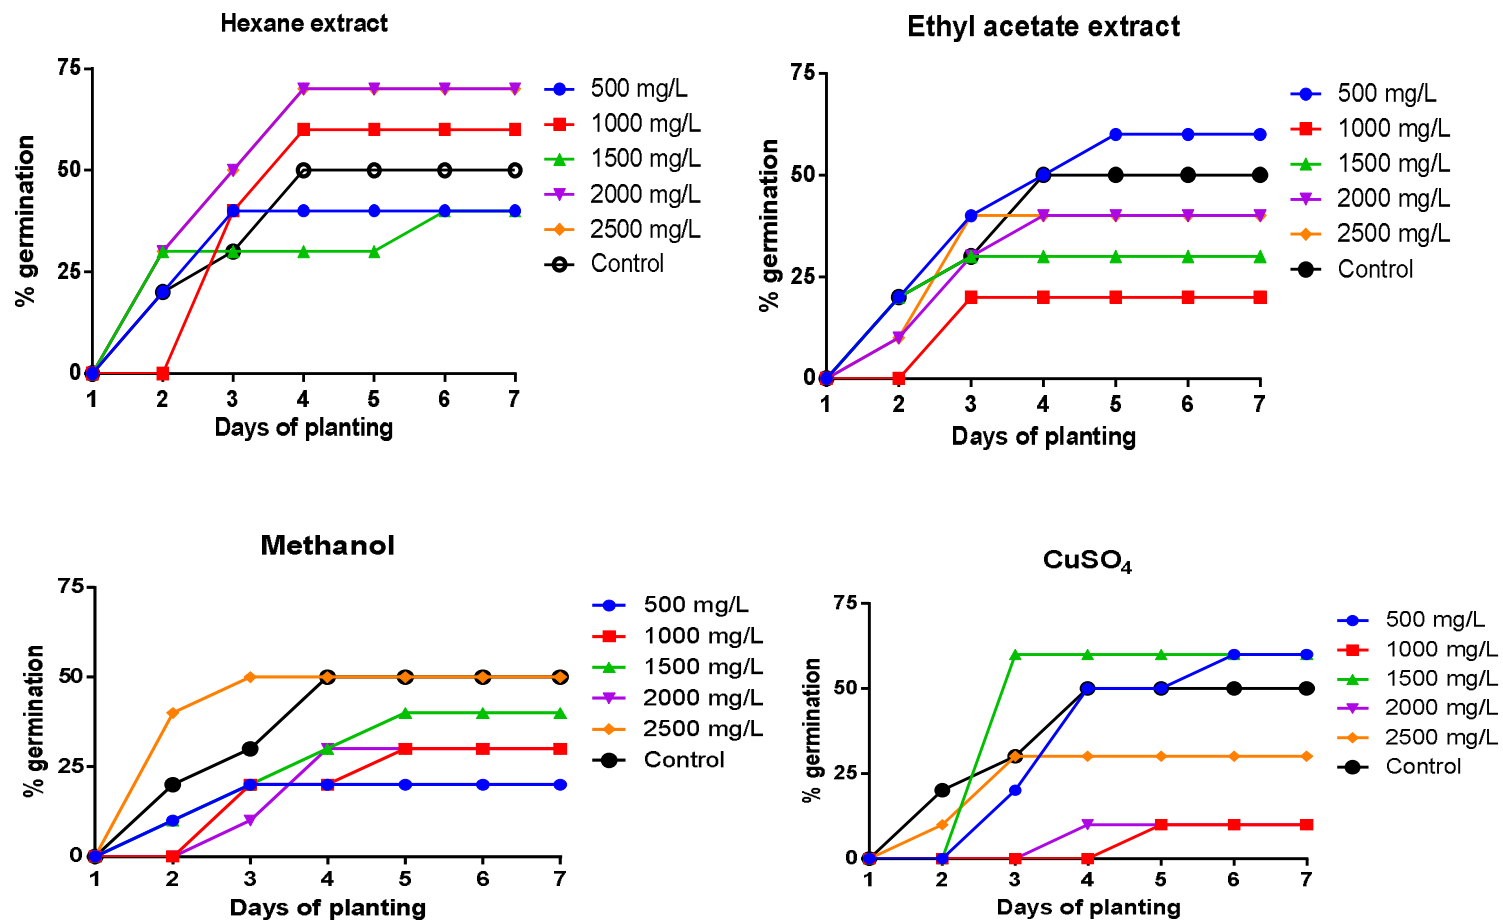 Hexane extract
75
50
25
0
% germination
1 2 3 4 5 6 7
Days of planting
500 mg/L
1000 mg/L
1500 mg/L
2000 mg/L
2500 mg/L
Control
Ethyl acetate extract
75
50
25
0
% germination
1 2 3 4 5 6 7
Days of planting
500 mg/L
1000 mg/L
1500 mg/L
2000 mg/L
2500 mg/L
Control
Methanol
75
50
25
0
% germination
1 2 3 4 5 6 7
Days of planting
500 mg/L
1000 mg/L
1500 mg/L
2000 mg/L
2500 mg/L
Control
CuSO₄
75
50
25
0
% germination
1 2 3 4 5 6 7
Days of planting
500 mg/L
1000 mg/L
1500 mg/L
2000 mg/L
2500 mg/L
Control